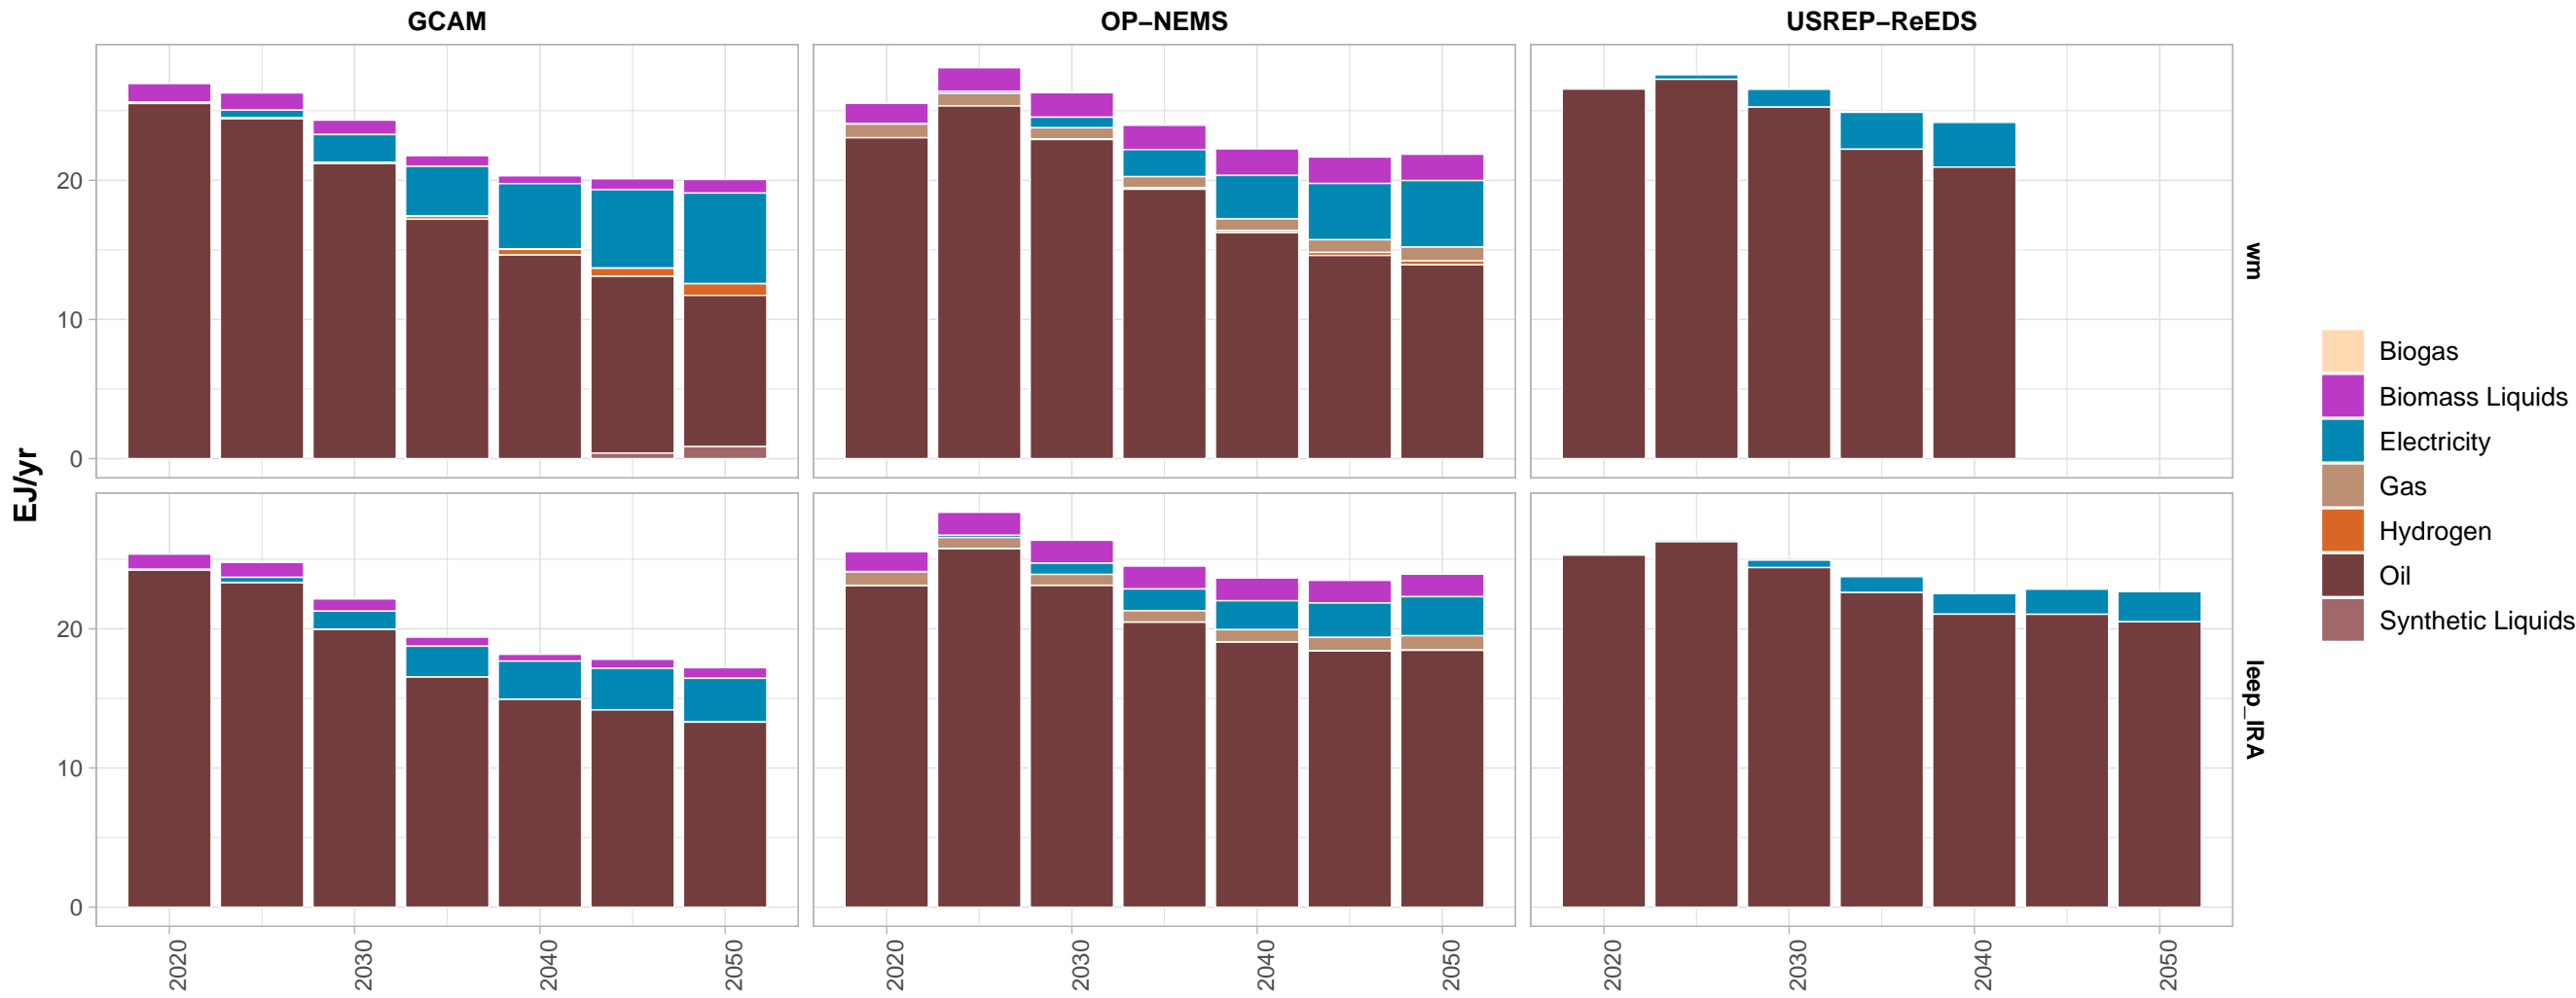 GCAM
OP−NEMS
USREP−ReEDS
EJ/yr
20
10
0
wm
20
10
0
leep_IRA
2020
2030
2040
2050
2020
2030
2040
2050
2020
2030
2040
2050
Biogas
Biomass Liquids
Electricity
Gas
Hydrogen
Oil
Synthetic Liquids